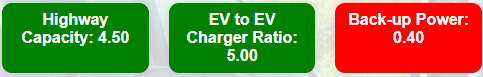 Highway
Capacity: 4.50
EV to EV
Charger Ratio:
5.00
Back-up Power:
0.40